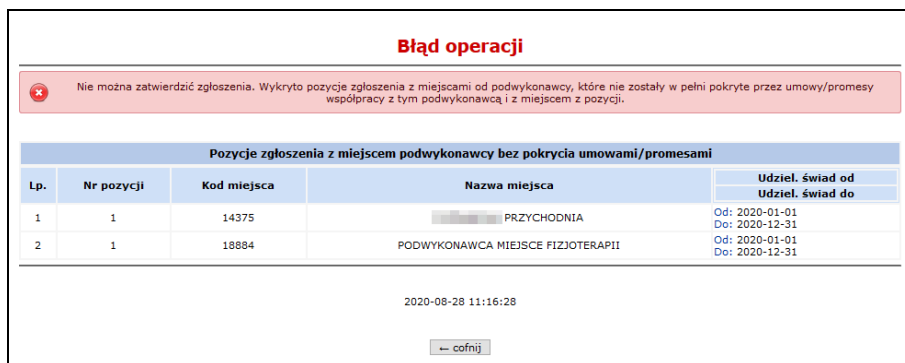 Błąd operacji
Nie można zatwierdzić zgłoszenia. Wykryto pozycje zgłoszenia z miejscami od podwykonawcy, które nie zostały w pełni pokryte przez umowy/promesy
współpracy z tym podwykonawcą i z miejscem z pozycji.
Pozycje zgłoszenia z miejscem podwykonawcy bez pokrycia umowami/promesami
Lp. Nr pozycji Kod miejsca Nazwa miejsca Udziel. świad od
Udziel. świad do
1 1 14375 PRZYCHODNIA Od: 2020-01-01
Do: 2020-12-31
2 1 18884 PODWYKONAWCA MIEJSCE FIZJOTERAPII Od: 2020-01-01
Do: 2020-12-31
2020-08-28 11:16:28
← cofnij